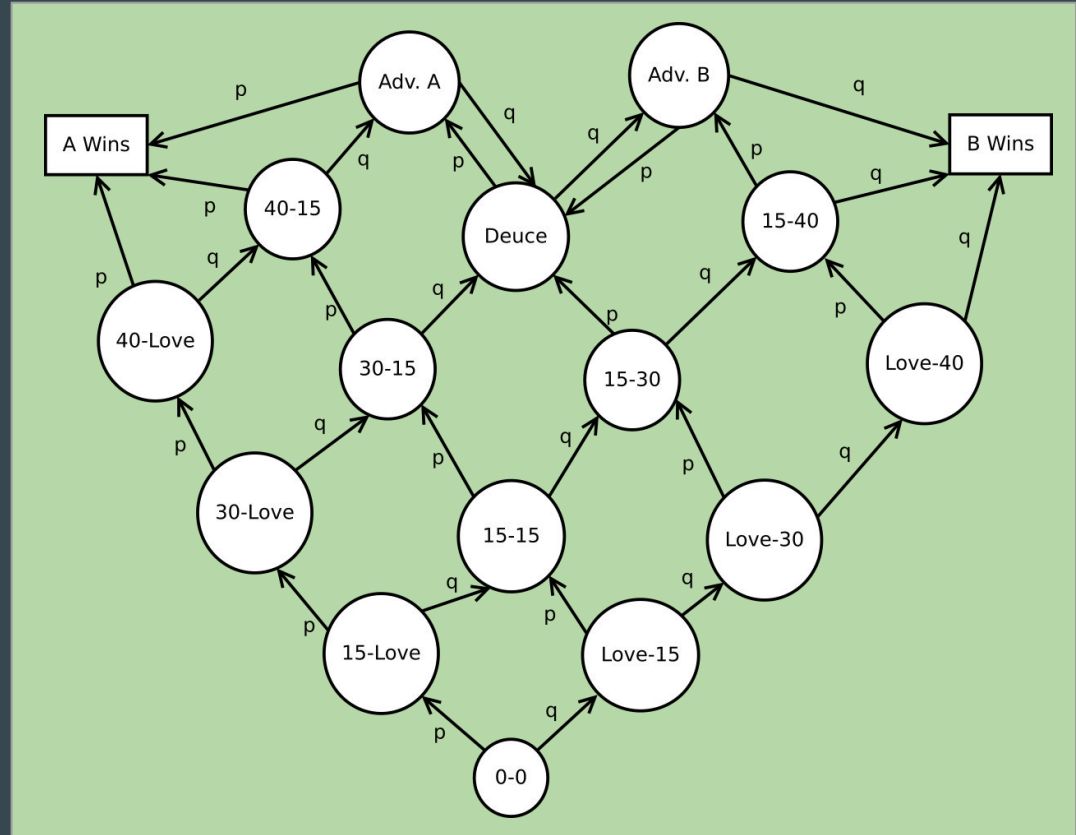 Adv. A
Adv. B
p
q
q
p
q
p
A Wins
B Wins
q
p
p
q
40-15
p
15-40
Deuce
q
p
q
q
p
q
p
p
40-Love
30-15
15-30
Love-40
q
p
q
p
q
p
30-Love
15-15
Love-30
q
q
p
p
15-Love
Love-15
q
p
0-0